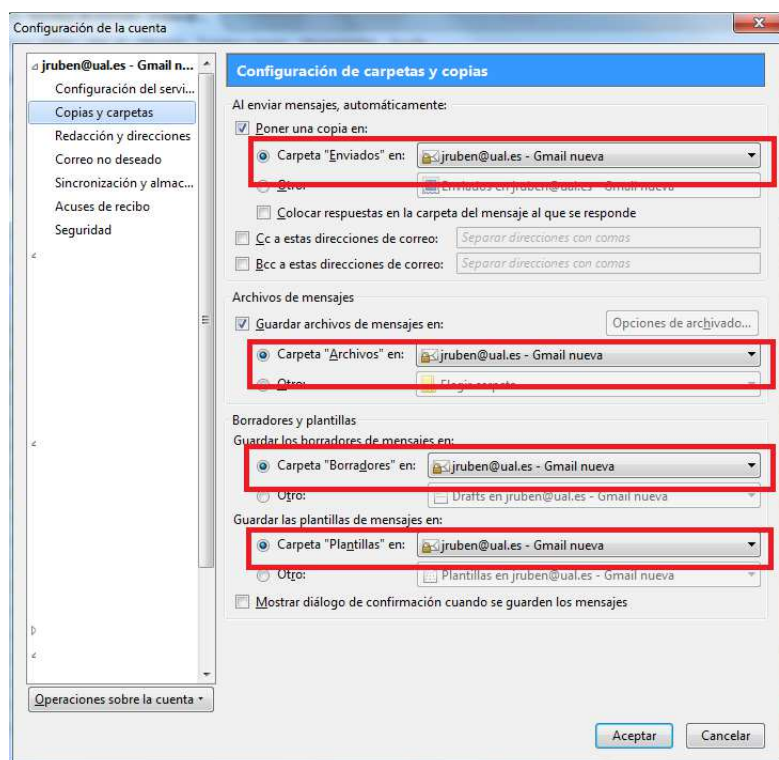 Configuración de la cuenta
jruben@ual.es - Gmail n...
Configuración del servi...
Copias y carpetas
Redacción y direcciones
Correo no deseado
Sincronización y almac...
Acuses de recibo
Seguridad
Operaciones sobre la cuenta
Configuración de carpetas y copias
Al enviar mensajes, automáticamente:
Poner una copia en:
Carpeta "Enviados" en: jruben@ual.es - Gmail nueva
Otro: Enviados en jruben@ual.es - Gmail nueva
Colocar respuestas en la carpeta del mensaje al que se responde
Cc a estas direcciones de correo: Separar direcciones con comas
Bcc a estas direcciones de correo: Separar direcciones con comas
Archivos de mensajes
Guardar archivos de mensajes en: Opciones de archivado...
Carpeta "Archivos" en: jruben@ual.es - Gmail nueva
Otro: Elegir carpeta
Borradores y plantillas
Guardar los borradores de mensajes en:
Carpeta "Borradores" en: jruben@ual.es - Gmail nueva
Otro: Drafts en jruben@ual.es - Gmail nueva
Guardar las plantillas de mensajes en:
Carpeta "Plantillas" en: jruben@ual.es - Gmail nueva
Otro: Plantillas en jruben@ual.es - Gmail nueva
Mostrar diálogo de confirmación cuando se guarden los mensajes
Aceptar Cancelar